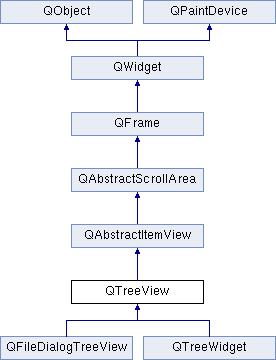 QObject
QPaintDevice
QWidget
QFrame
QAbstractScrollArea
QAbstractItemView
QTreeView
QFileDialogTreeView
QTreeWidget